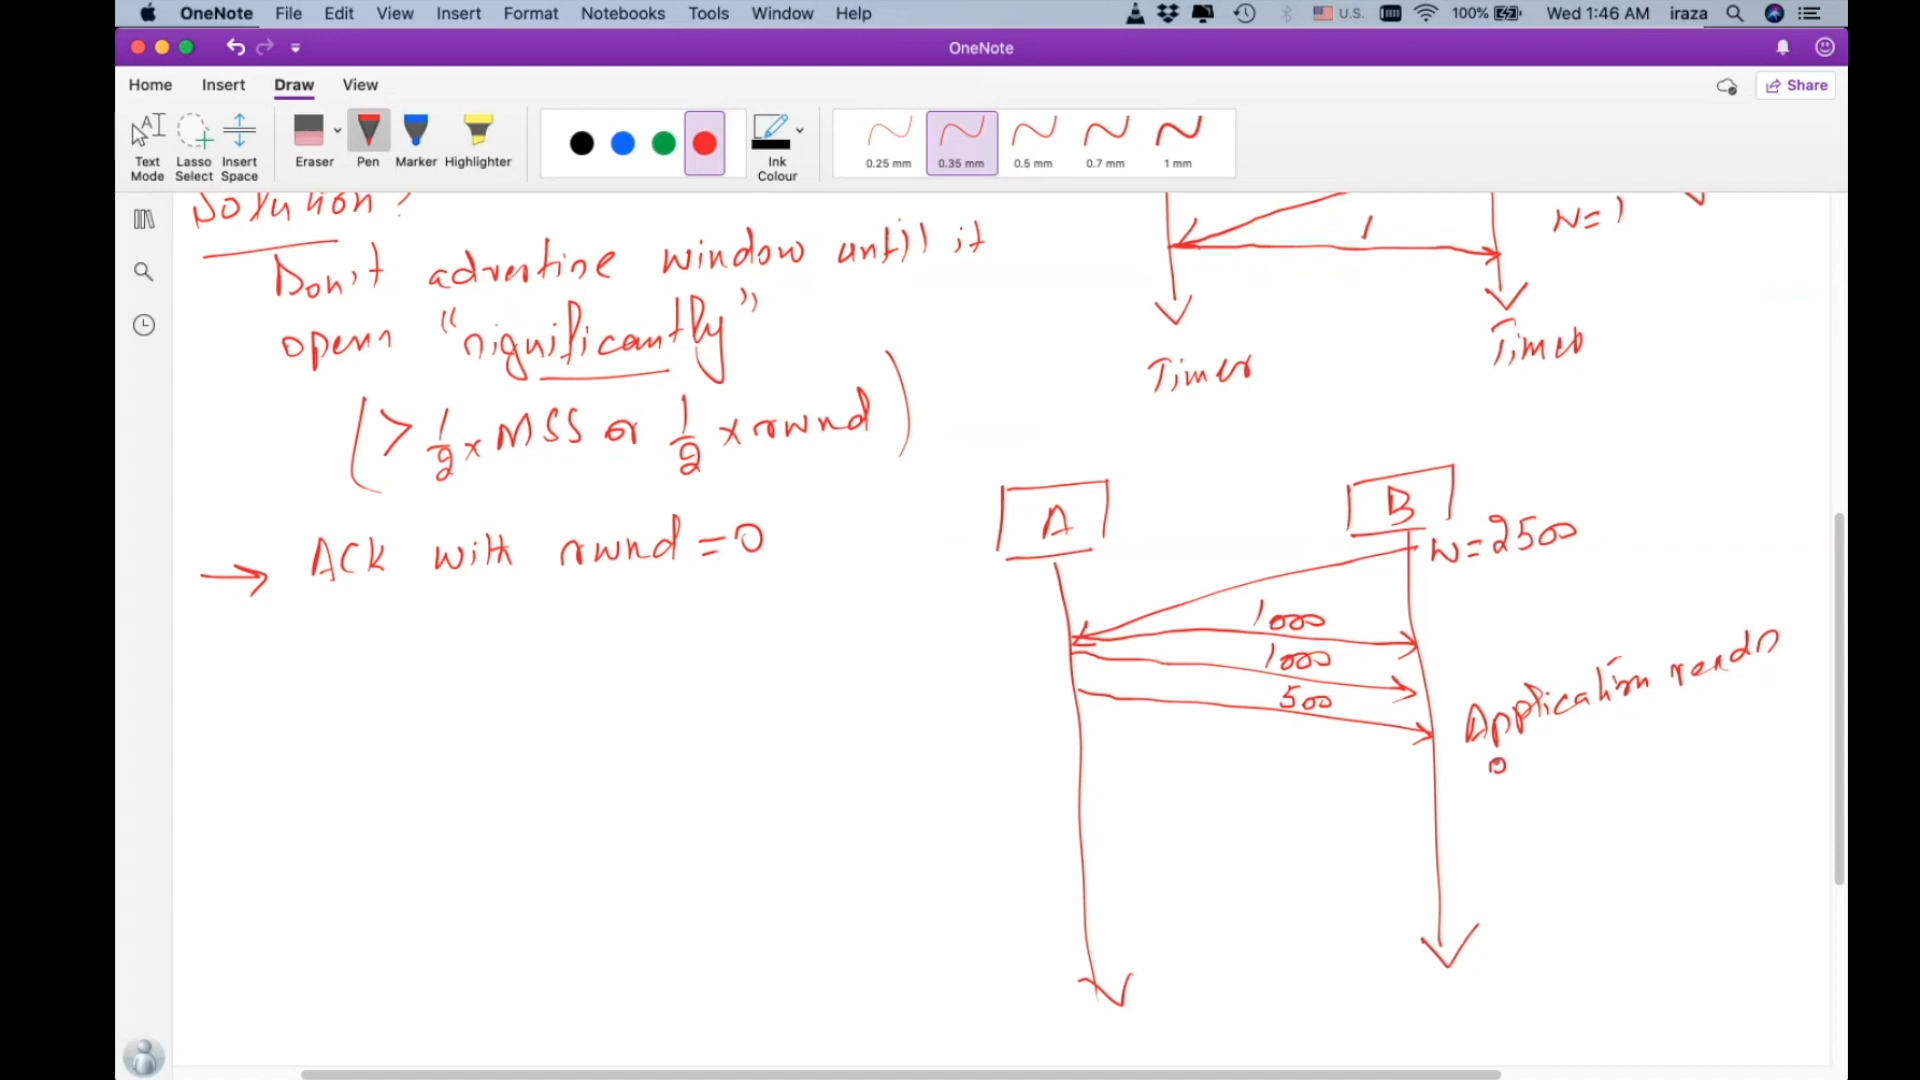 OneNote File Edit View Insert Format Notebooks Tools Window Help U.S. 100% Wed 1:46 AM iraza
OneNote
Home Insert Draw View Share
Text Mode
Lasso Select
Insert Space
Eraser
Pen
Marker
Highlighter
Ink Colour
0.25 mm
0.35 mm
0.5 mm
0.7 mm
1 mm
Solution:
Don't advertise window until it
opens "significantly"
(> 1/2 x MSS or 1/2 x rwnd)
→ ACK with rwnd = 0
W=1
1
Timer
Timer
A
B
W=2500
1000
1000
500
Application reads
0